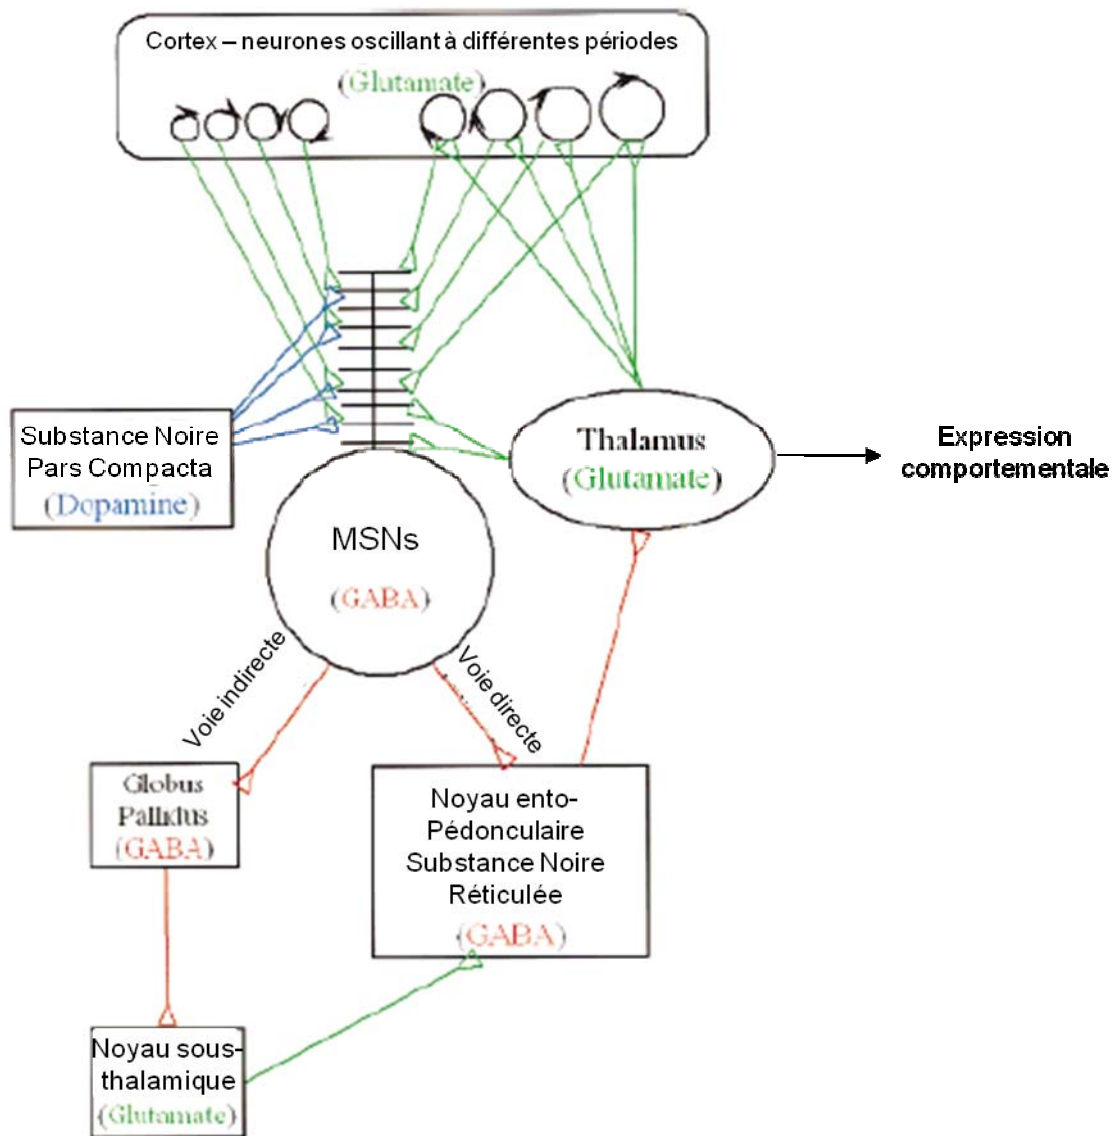 Cortex – neurones oscillant à différentes périodes
(Glutamate)
Substance Noire
Pars Compacta
(Dopamine)
Thalamus
(Glutamate)
Expression
comportementale
MSNs
(GABA)
Voie indirecte
Voie directe
Globus
Pallidus
(GABA)
Noyau ento-
Pédonculaire
Substance Noire
Réticulée
(GABA)
Noyau sous-
thalamique
(Glutamate)